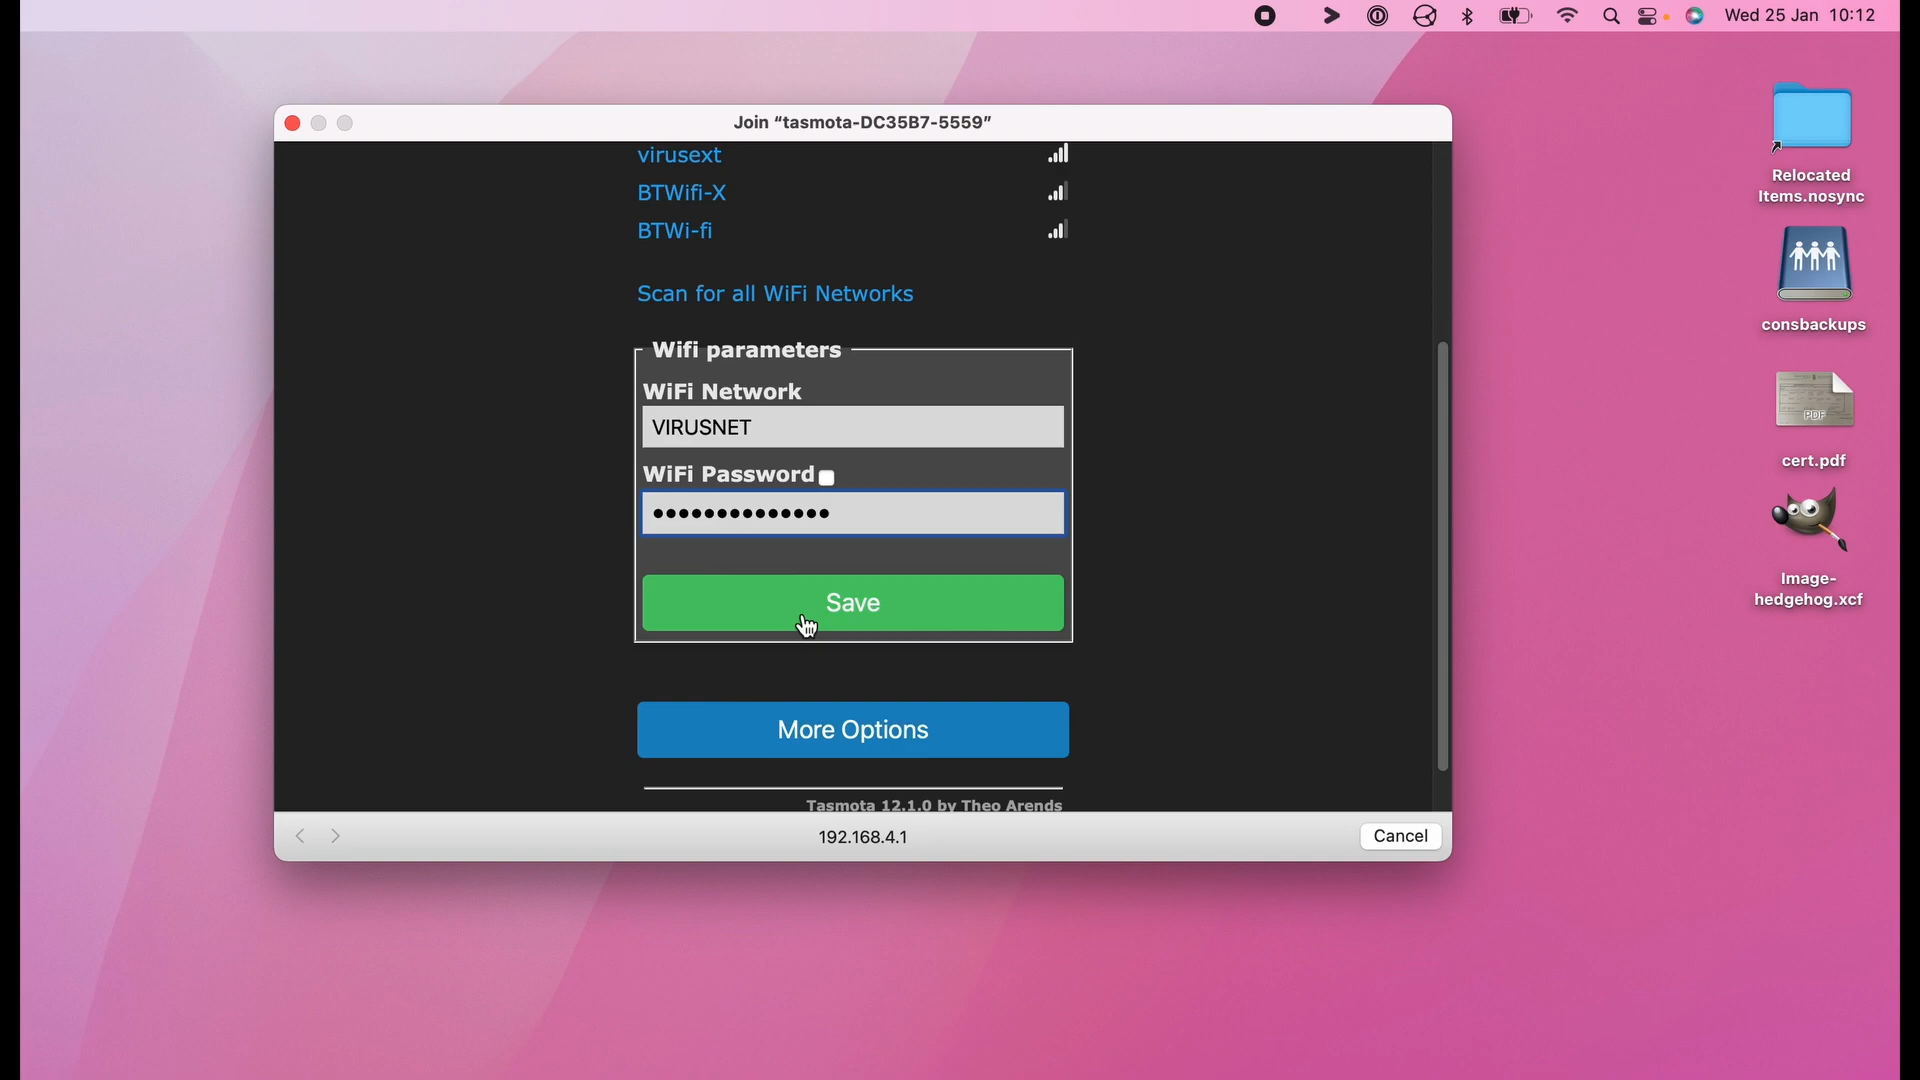 Wed 25 Jan 10:12
Join “tasmota-DC35B7-5559”
virusext
BTWifi-X
BTWi-fi
Scan for all WiFi Networks
Wifi parameters
WiFi Network
VIRUSNET
WiFi Password
••••••••••••••
Save
More Options
Tasmota 12.1.0 by Theo Arends
192.168.4.1
Cancel
Relocated
Items.nosync
consbackups
PDF
cert.pdf
Image-
hedgehog.xcf